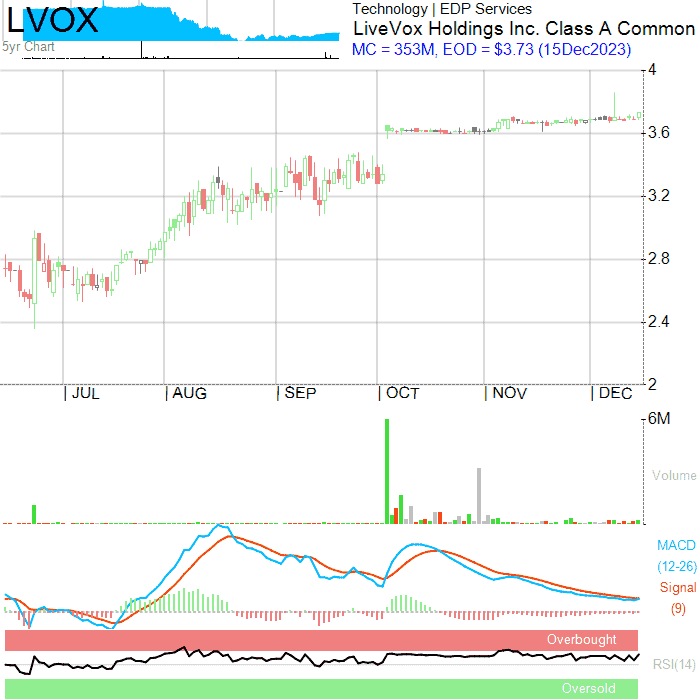 LVOX
5yr Chart
Technology | EDP Services
LiveVox Holdings Inc. Class A Common
MC = 353M, EOD = $3.73 (15Dec2023)
4
3.6
3.2
2.8
2.4
2
JUL AUG SEP OCT NOV DEC
6M
Volume
MACD
(12-26)
Signal
(9)
Overbought
RSI(14)
Oversold